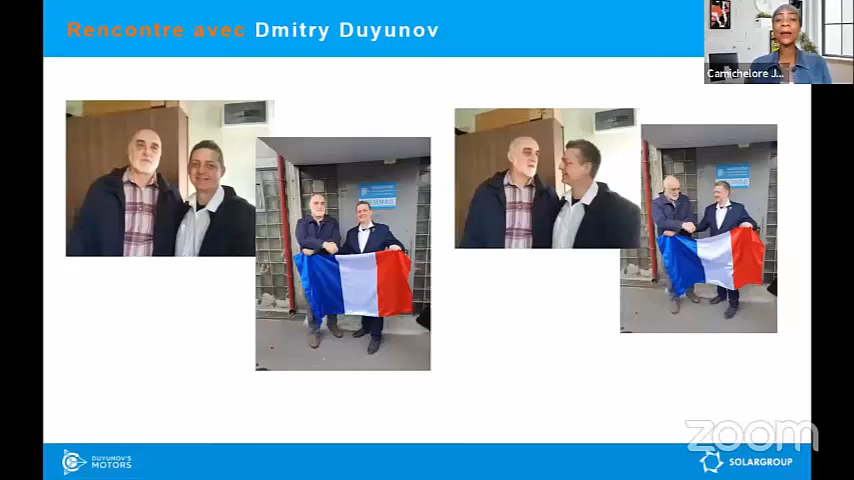 Rencontre avec Dmitry Duyunov
Camichelore J...
zoom
DUYUNOV'S
MOTORS
SOLARGROUP